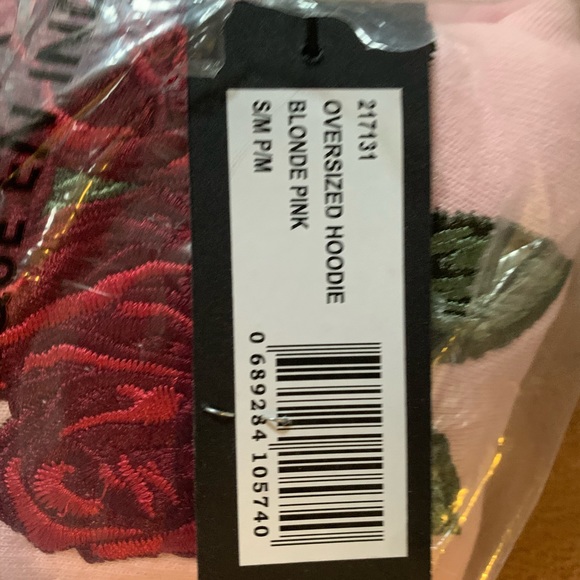 217131
OVERSIZED HOODIE
BLONDE PINK
S/M P/M
0 689284 105740